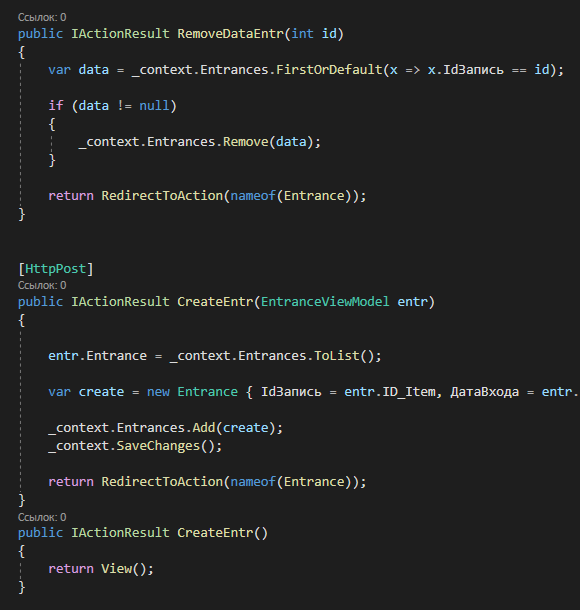 Ссылок: 0
public IActionResult RemoveDataEntr(int id)
{
var data = _context.Entrances.FirstOrDefault(x => x.IdЗапись == id);
if (data != null)
{
_context.Entrances.Remove(data);
}
return RedirectToAction(nameof(Entrance));
}
[HttpPost]
Ссылок: 0
public IActionResult CreateEntr(EntranceViewModel entr)
{
entr.Entrance = _context.Entrances.ToList();
var create = new Entrance { IdЗапись = entr.ID_Item, ДатаВхода = entr.
_context.Entrances.Add(create);
_context.SaveChanges();
return RedirectToAction(nameof(Entrance));
}
Ссылок: 0
public IActionResult CreateEntr()
{
return View();
}